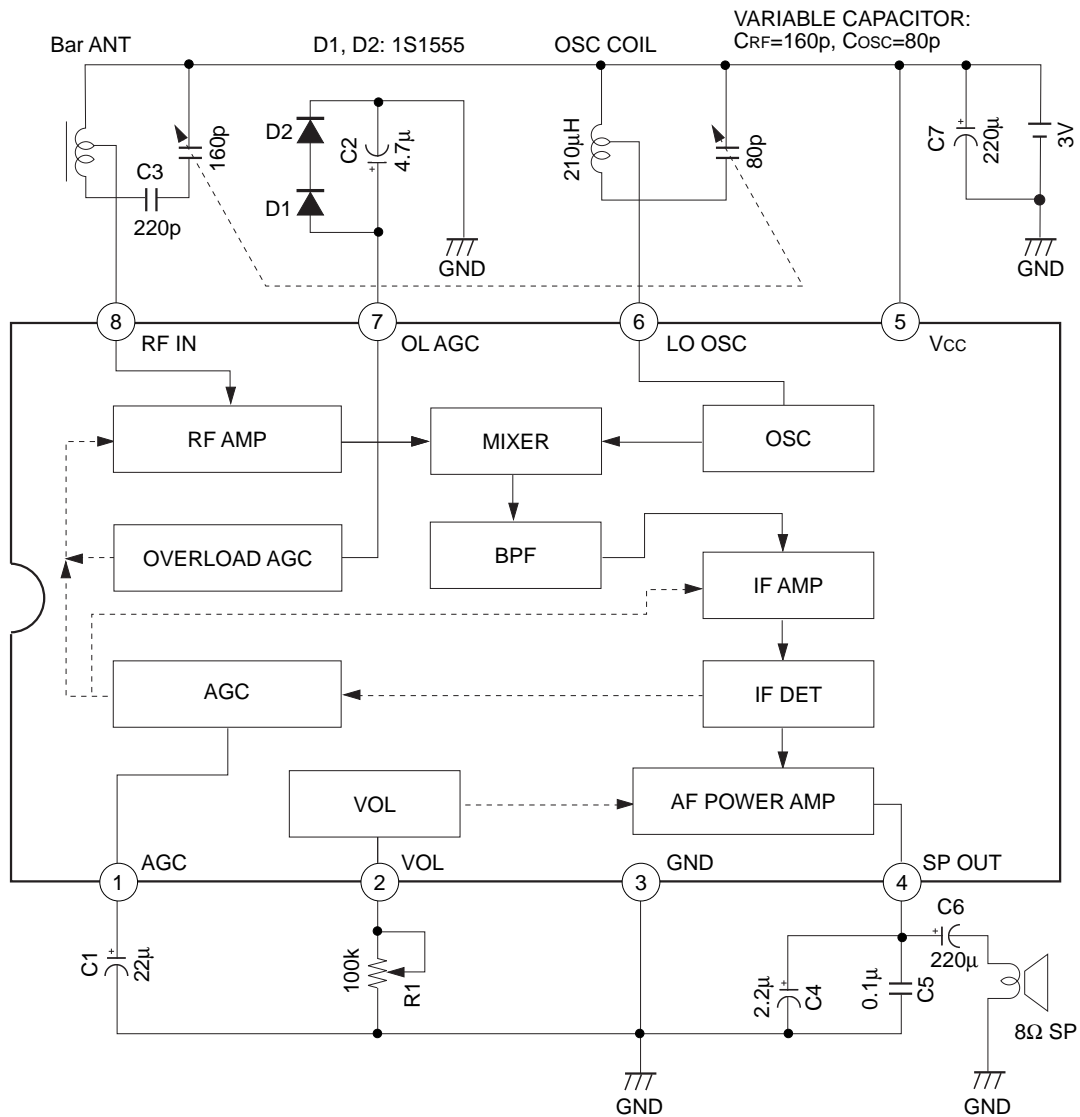 VARIABLE CAPACITOR:
CRF=160p, COSC=80p
Bar ANT
D1, D2: 1S1555
OSC COIL
160p
C3
220p
D2
D1
C2
4.7µ
GND
210µH
80p
C7
220µ
3V
GND
8
RF IN
7
OL AGC
6
LO OSC
5
VCC
RF AMP
MIXER
OSC
OVERLOAD AGC
BPF
IF AMP
AGC
IF DET
VOL
AF POWER AMP
1
AGC
2
VOL
3
GND
4
SP OUT
C1
22µ
100k
R1
2.2µ
C4
0.1µ
C5
C6
220µ
8Ω SP
GND
GND